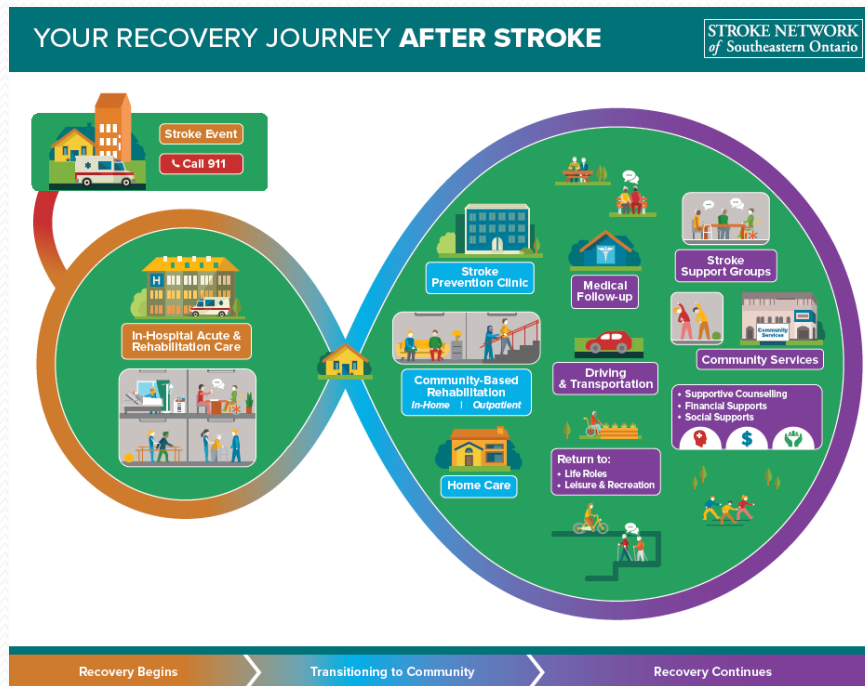 YOUR RECOVERY JOURNEY AFTER STROKE
STROKE NETWORK
of Southeastern Ontario
Stroke Event
Call 911
H
In-Hospital Acute &
Rehabilitation Care
Stroke
Prevention Clinic
Medical
Follow-up
Stroke
Support Groups
Community-Based
Rehabilitation
In-Home | Outpatient
Driving
& Transportation
Community
Services
Community Services
• Supportive Counselling
• Financial Supports
• Social Supports
$
Home Care
Return to:
• Life Roles
• Leisure & Recreation
Recovery Begins
Transitioning to Community
Recovery Continues